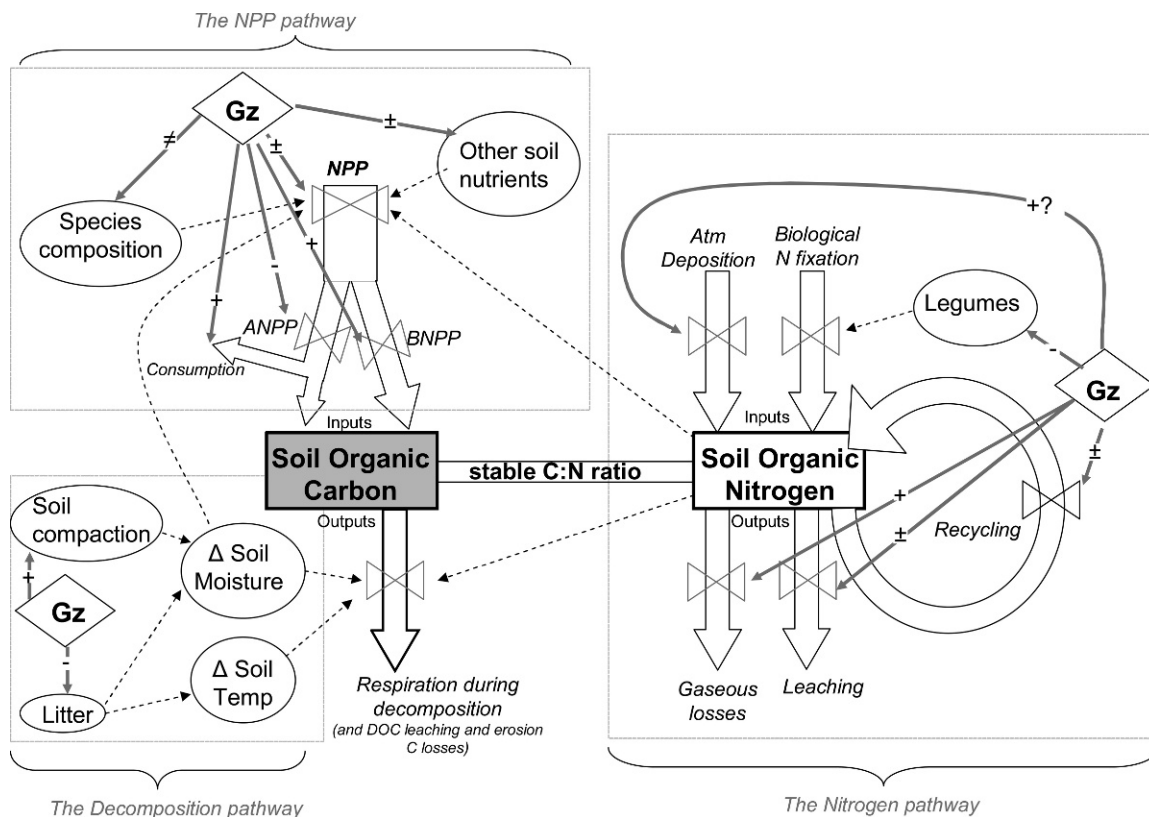 The NPP pathway
Gz
≠
±
±
+
-
+
NPP
Other soil
nutrients
Species
composition
ANPP
BNPP
Consumption
Inputs
Soil Organic
Carbon
Outputs
stable C:N ratio
+?
Atm
Deposition
Biological
N fixation
Legumes
-
Gz
±
Inputs
Soil Organic
Nitrogen
Outputs
+
±
Recycling
Gaseous
losses
Leaching
Soil
compaction
+
Gz
-
Litter
Δ Soil
Moisture
Δ Soil
Temp
Respiration during
decomposition
(and DOC leaching and erosion
C losses)
The Decomposition pathway
The Nitrogen pathway